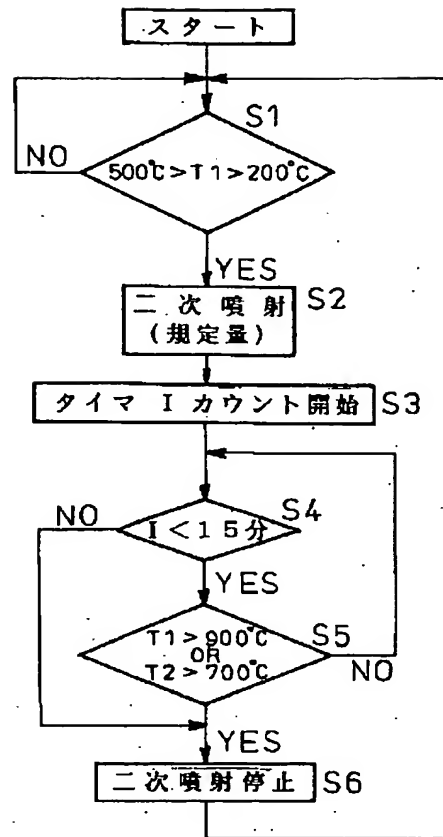 スタート
S1
NO
500℃>T1>200℃
YES
二次噴射
(規定量)
S2
タイマ I カウント開始
S3
NO
S4
I<15分
YES
T1>900℃
OR
T2>700℃
S5
NO
YES
二次噴射停止
S6